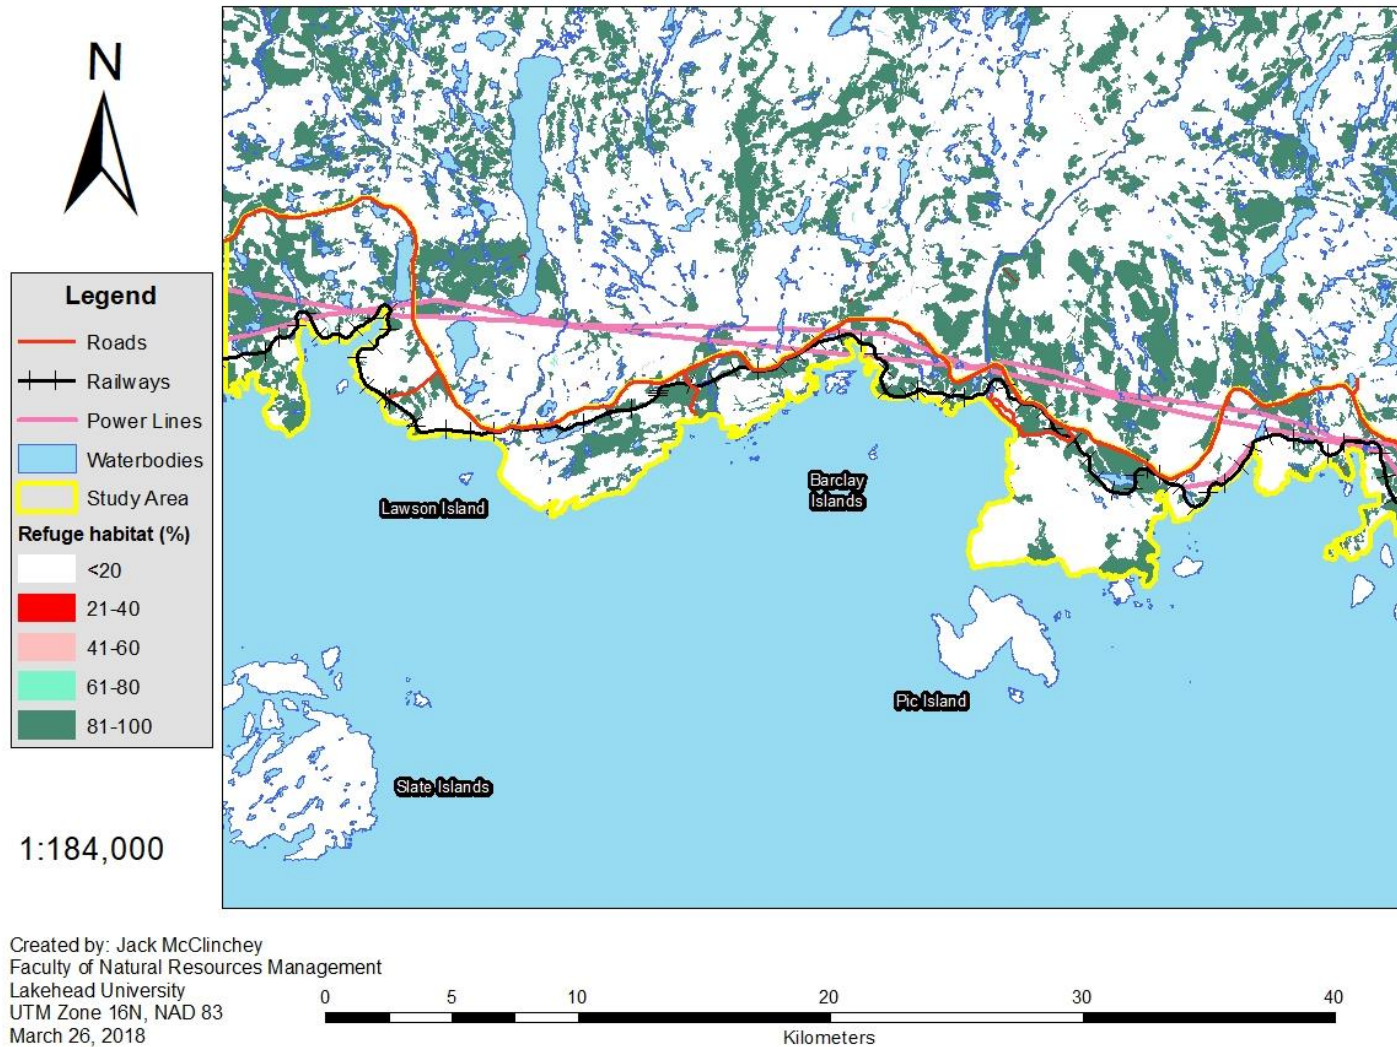 N
Legend
Roads
Railways
Power Lines
Waterbodies
Study Area
Refuge habitat (%)
<20
21-40
41-60
61-80
81-100
1:184,000
Lawson Island
Barclay
Islands
Pic Island
Slate Islands
Created by: Jack McClinchey
Faculty of Natural Resources Management
Lakehead University
UTM Zone 16N, NAD 83
March 26, 2018
0 5 10 20 30 40
Kilometers